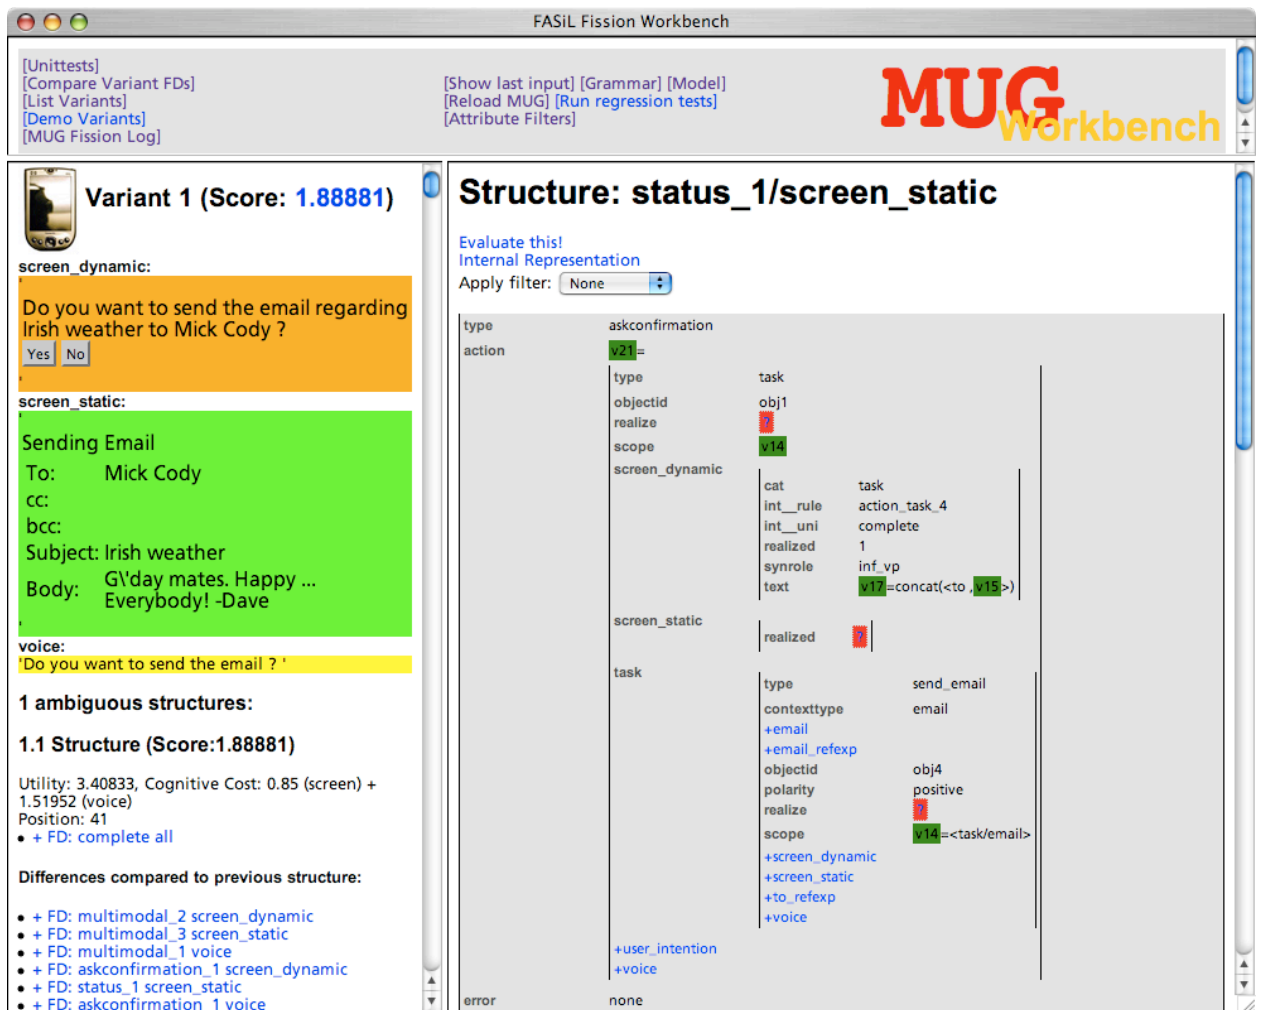 FASiL Fission Workbench
[Unittests]
[Compare Variant FDs]
[List Variants]
[Demo Variants]
[MUG Fission Log]
[Show last input] [Grammar] [Model]
[Reload MUG] [Run regression tests]
[Attribute Filters]
MUG
Workbench
Variant 1 (Score: 1.88881)
screen_dynamic:
'
Do you want to send the email regarding
Irish weather to Mick Cody ?
Yes No
'
screen_static:
'
Sending Email
To: Mick Cody
cc:
bcc:
Subject: Irish weather
Body: G\'day mates. Happy ...
Everybody! -Dave
'
voice:
'Do you want to send the email ? '
1 ambiguous structures:
1.1 Structure (Score:1.88881)
Utility: 3.40833, Cognitive Cost: 0.85 (screen) +
1.51952 (voice)
Position: 41
• + FD: complete all
Differences compared to previous structure:
• + FD: multimodal_2 screen_dynamic
• + FD: multimodal_3 screen_static
• + FD: multimodal_1 voice
• + FD: askconfirmation_1 screen_dynamic
• + FD: status_1 screen_static
• + FD: askconfirmation_1 voice
Structure: status_1/screen_static
Evaluate this!
Internal Representation
Apply filter: None
type askconfirmation
action v21=
type task
objectid obj1
realize ?
scope v14
screen_dynamic
cat task
int__rule action_task_4
int__uni complete
realized 1
synrole inf_vp
text v17=concat(<to ,v15>)
screen_static
realized ?
task
type send_email
contexttype email
+email
+email_refexp
objectid obj4
polarity positive
realize ?
scope v14=<task/email>
+screen_dynamic
+screen_static
+to_refexp
+voice
+user_intention
+voice
error none